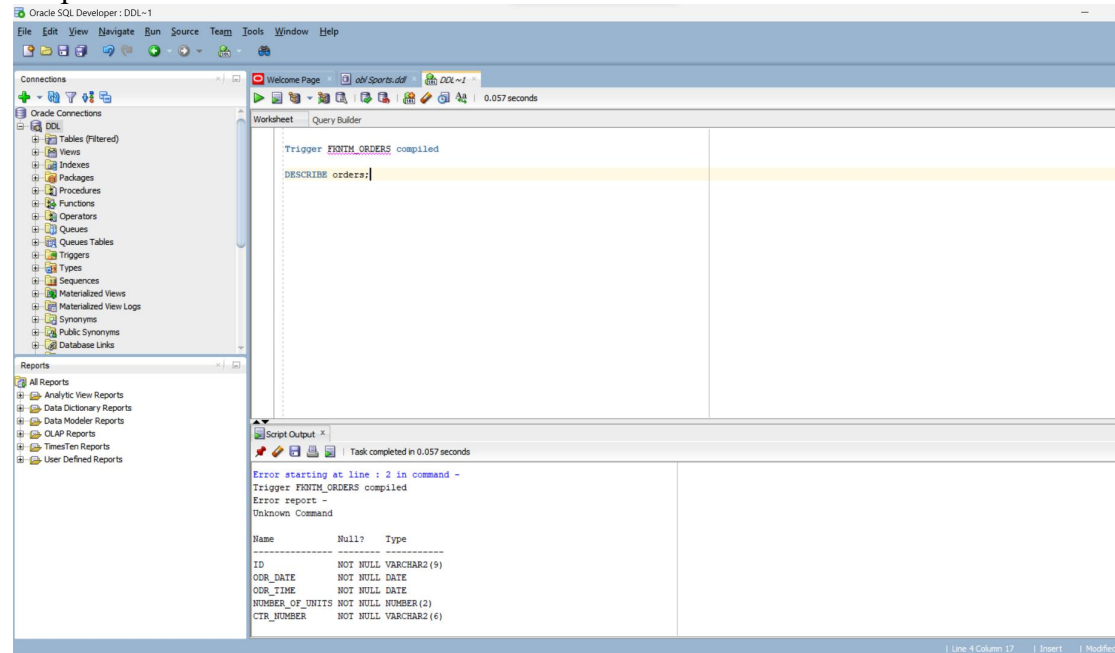 Oracle SQL Developer : DDL~1
File Edit View Navigate Run Source Team Tools Window Help
Connections
Oracle Connections
DDL
Tables (Filtered)
Views
Indexes
Packages
Procedures
Functions
Operators
Queues
Queues Tables
Triggers
Types
Sequences
Materialized Views
Materialized View Logs
Synonyms
Public Synonyms
Database Links
Reports
All Reports
Analytic View Reports
Data Dictionary Reports
Data Modeler Reports
OLAP Reports
TimesTen Reports
User Defined Reports
Welcome Page obl Sports.ddl DDL~1
0.057 seconds
Worksheet Query Builder
Trigger FKNTM_ORDERS compiled
DESCRIBE orders;
Script Output
Task completed in 0.057 seconds
Error starting at line : 2 in command -
Trigger FKNTM_ORDERS compiled
Error report -
Unknown Command
Name Null? Type
--------------- -------- -----------
ID NOT NULL VARCHAR2(9)
ODR_DATE NOT NULL DATE
ODR_TIME NOT NULL DATE
NUMBER_OF_UNITS NOT NULL NUMBER(2)
CTR_NUMBER NOT NULL VARCHAR2(6)
Line 4 Column 17 | Insert | Modified